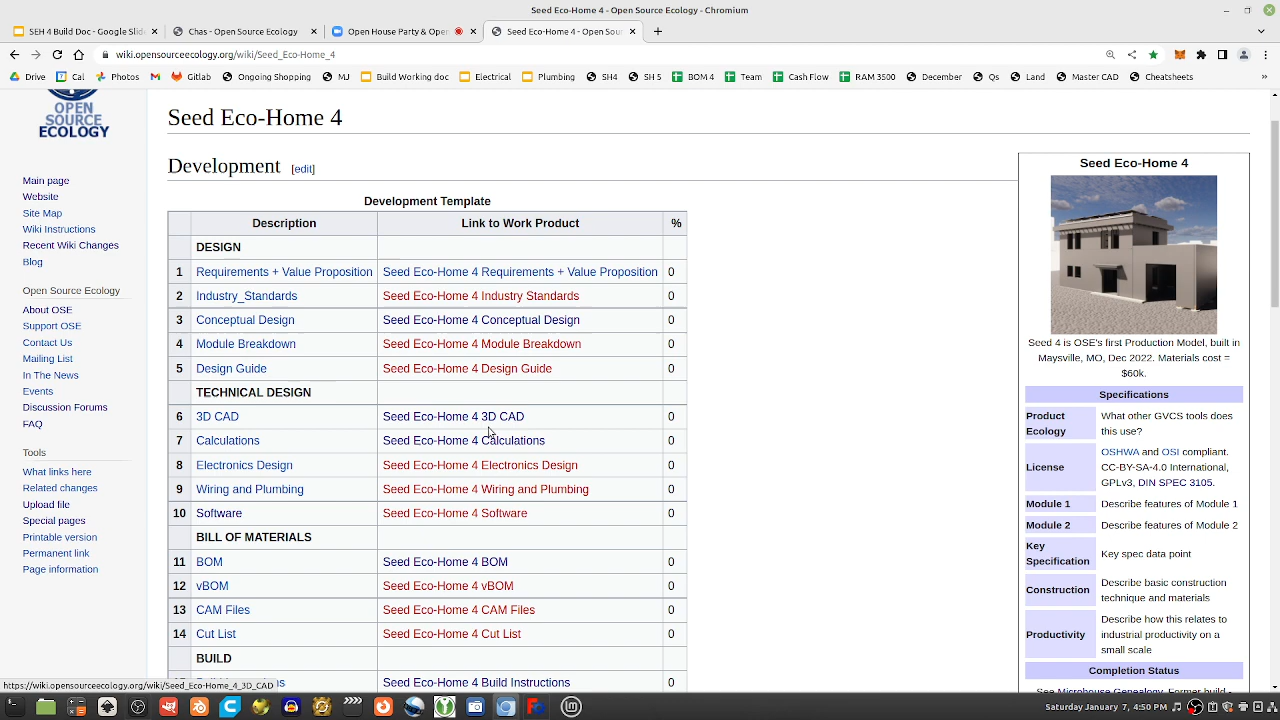 Seed Eco-Home 4 - Open Source Ecology - Chromium
SEH 4 Build Doc - Google Slid
Chas - Open Source Ecology
Open House Party & Open
Seed Eco-Home 4 - Open Sour
wiki.opensourceecology.org/wiki/Seed_Eco-Home_4
Drive
Cal
Photos
MIL
Gitlab
Ongoing Shopping
MJ
Build Working doc
Electrical
Plumbing
SH4
SH 5
BOM 4
Team
Cash Flow
RAM 3500
December
Qs
Land
Master CAD
Cheatsheets
»
OPEN
SOURCE
ECOLOGY
Main page
Website
Site Map
Wiki Instructions
Recent Wiki Changes
Blog
Open Source Ecology
About OSE
Support OSE
Contact Us
Mailing List
In The News
Events
Discussion Forums
FAQ
Tools
What links here
Related changes
Upload file
Special pages
Printable version
Permanent link
Page information
Seed Eco-Home 4
Development [edit]
Development Template
Description Link to Work Product %
DESIGN
1 Requirements + Value Proposition Seed Eco-Home 4 Requirements + Value Proposition 0
2 Industry_Standards Seed Eco-Home 4 Industry Standards 0
3 Conceptual Design Seed Eco-Home 4 Conceptual Design 0
4 Module Breakdown Seed Eco-Home 4 Module Breakdown 0
5 Design Guide Seed Eco-Home 4 Design Guide 0
TECHNICAL DESIGN
6 3D CAD Seed Eco-Home 4 3D CAD 0
7 Calculations Seed Eco-Home 4 Calculations 0
8 Electronics Design Seed Eco-Home 4 Electronics Design 0
9 Wiring and Plumbing Seed Eco-Home 4 Wiring and Plumbing 0
10 Software Seed Eco-Home 4 Software 0
BILL OF MATERIALS
11 BOM Seed Eco-Home 4 BOM 0
12 vBOM Seed Eco-Home 4 vBOM 0
13 CAM Files Seed Eco-Home 4 CAM Files 0
14 Cut List Seed Eco-Home 4 Cut List 0
BUILD
Seed Eco-Home 4 Build Instructions 0
Seed Eco-Home 4
Seed 4 is OSE's first Production Model, built in
Maysville, MO, Dec 2022. Materials cost =
$60k.
Specifications
Product Ecology What other GVCS tools does
this use?
License OSHWA and OSI compliant.
CC-BY-SA-4.0 International,
GPLv3, DIN SPEC 3105.
Module 1 Describe features of Module 1
Module 2 Describe features of Module 2
Key Specification Key spec data point
Construction Describe basic construction
technique and materials
Productivity Describe how this relates to
industrial productivity on a
small scale
Completion Status
See Microhouse Genealogy. Former build -
https://wiki.opensourceecology.org/wiki/Seed_Eco-Home_4_3D_CAD
Saturday January 7, 4:50 PM